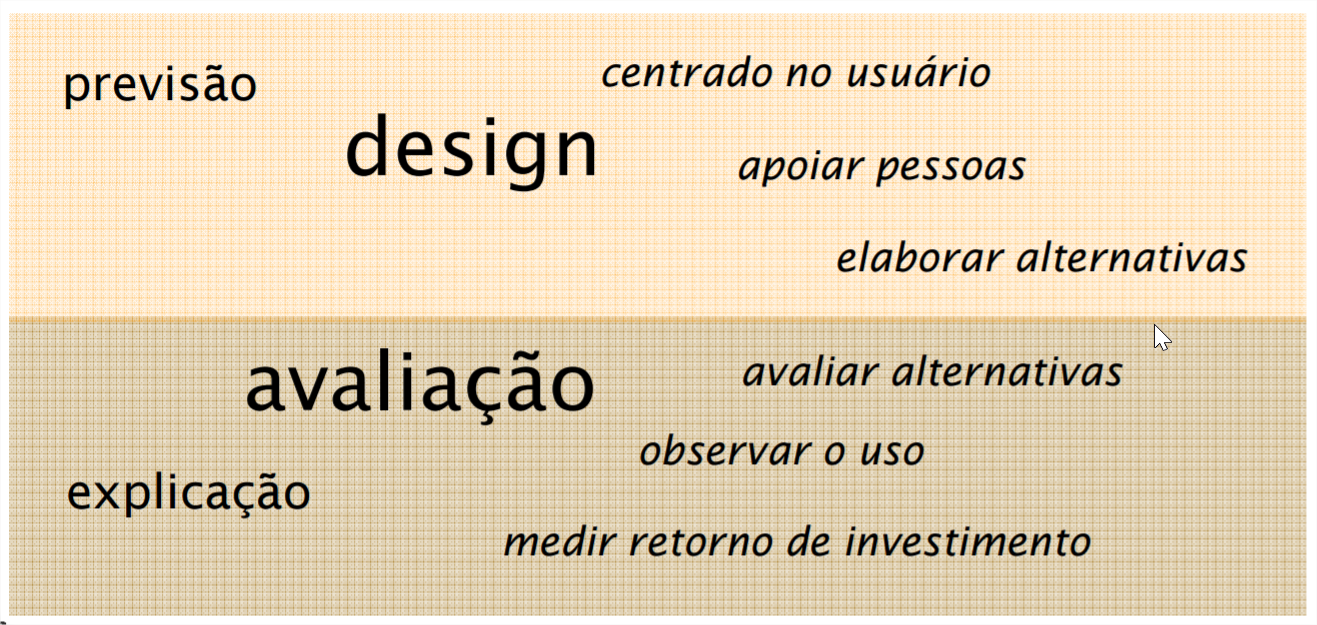 previsão
centrado no usuário
design
apoiar pessoas
elaborar alternativas
avaliação
avaliar alternativas
observar o uso
explicação
medir retorno de investimento